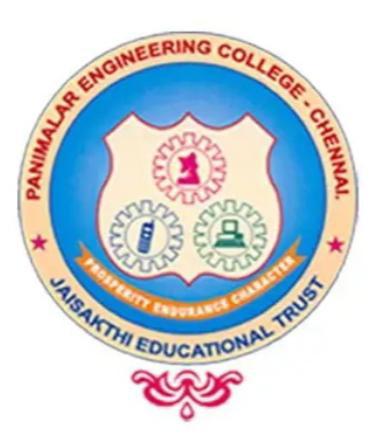 PANIMALAR ENGINEERING COLLEGE - CHENNAI.
PROSPERITY ENDURANCE CHARACTER
JAISAKTHI EDUCATIONAL TRUST